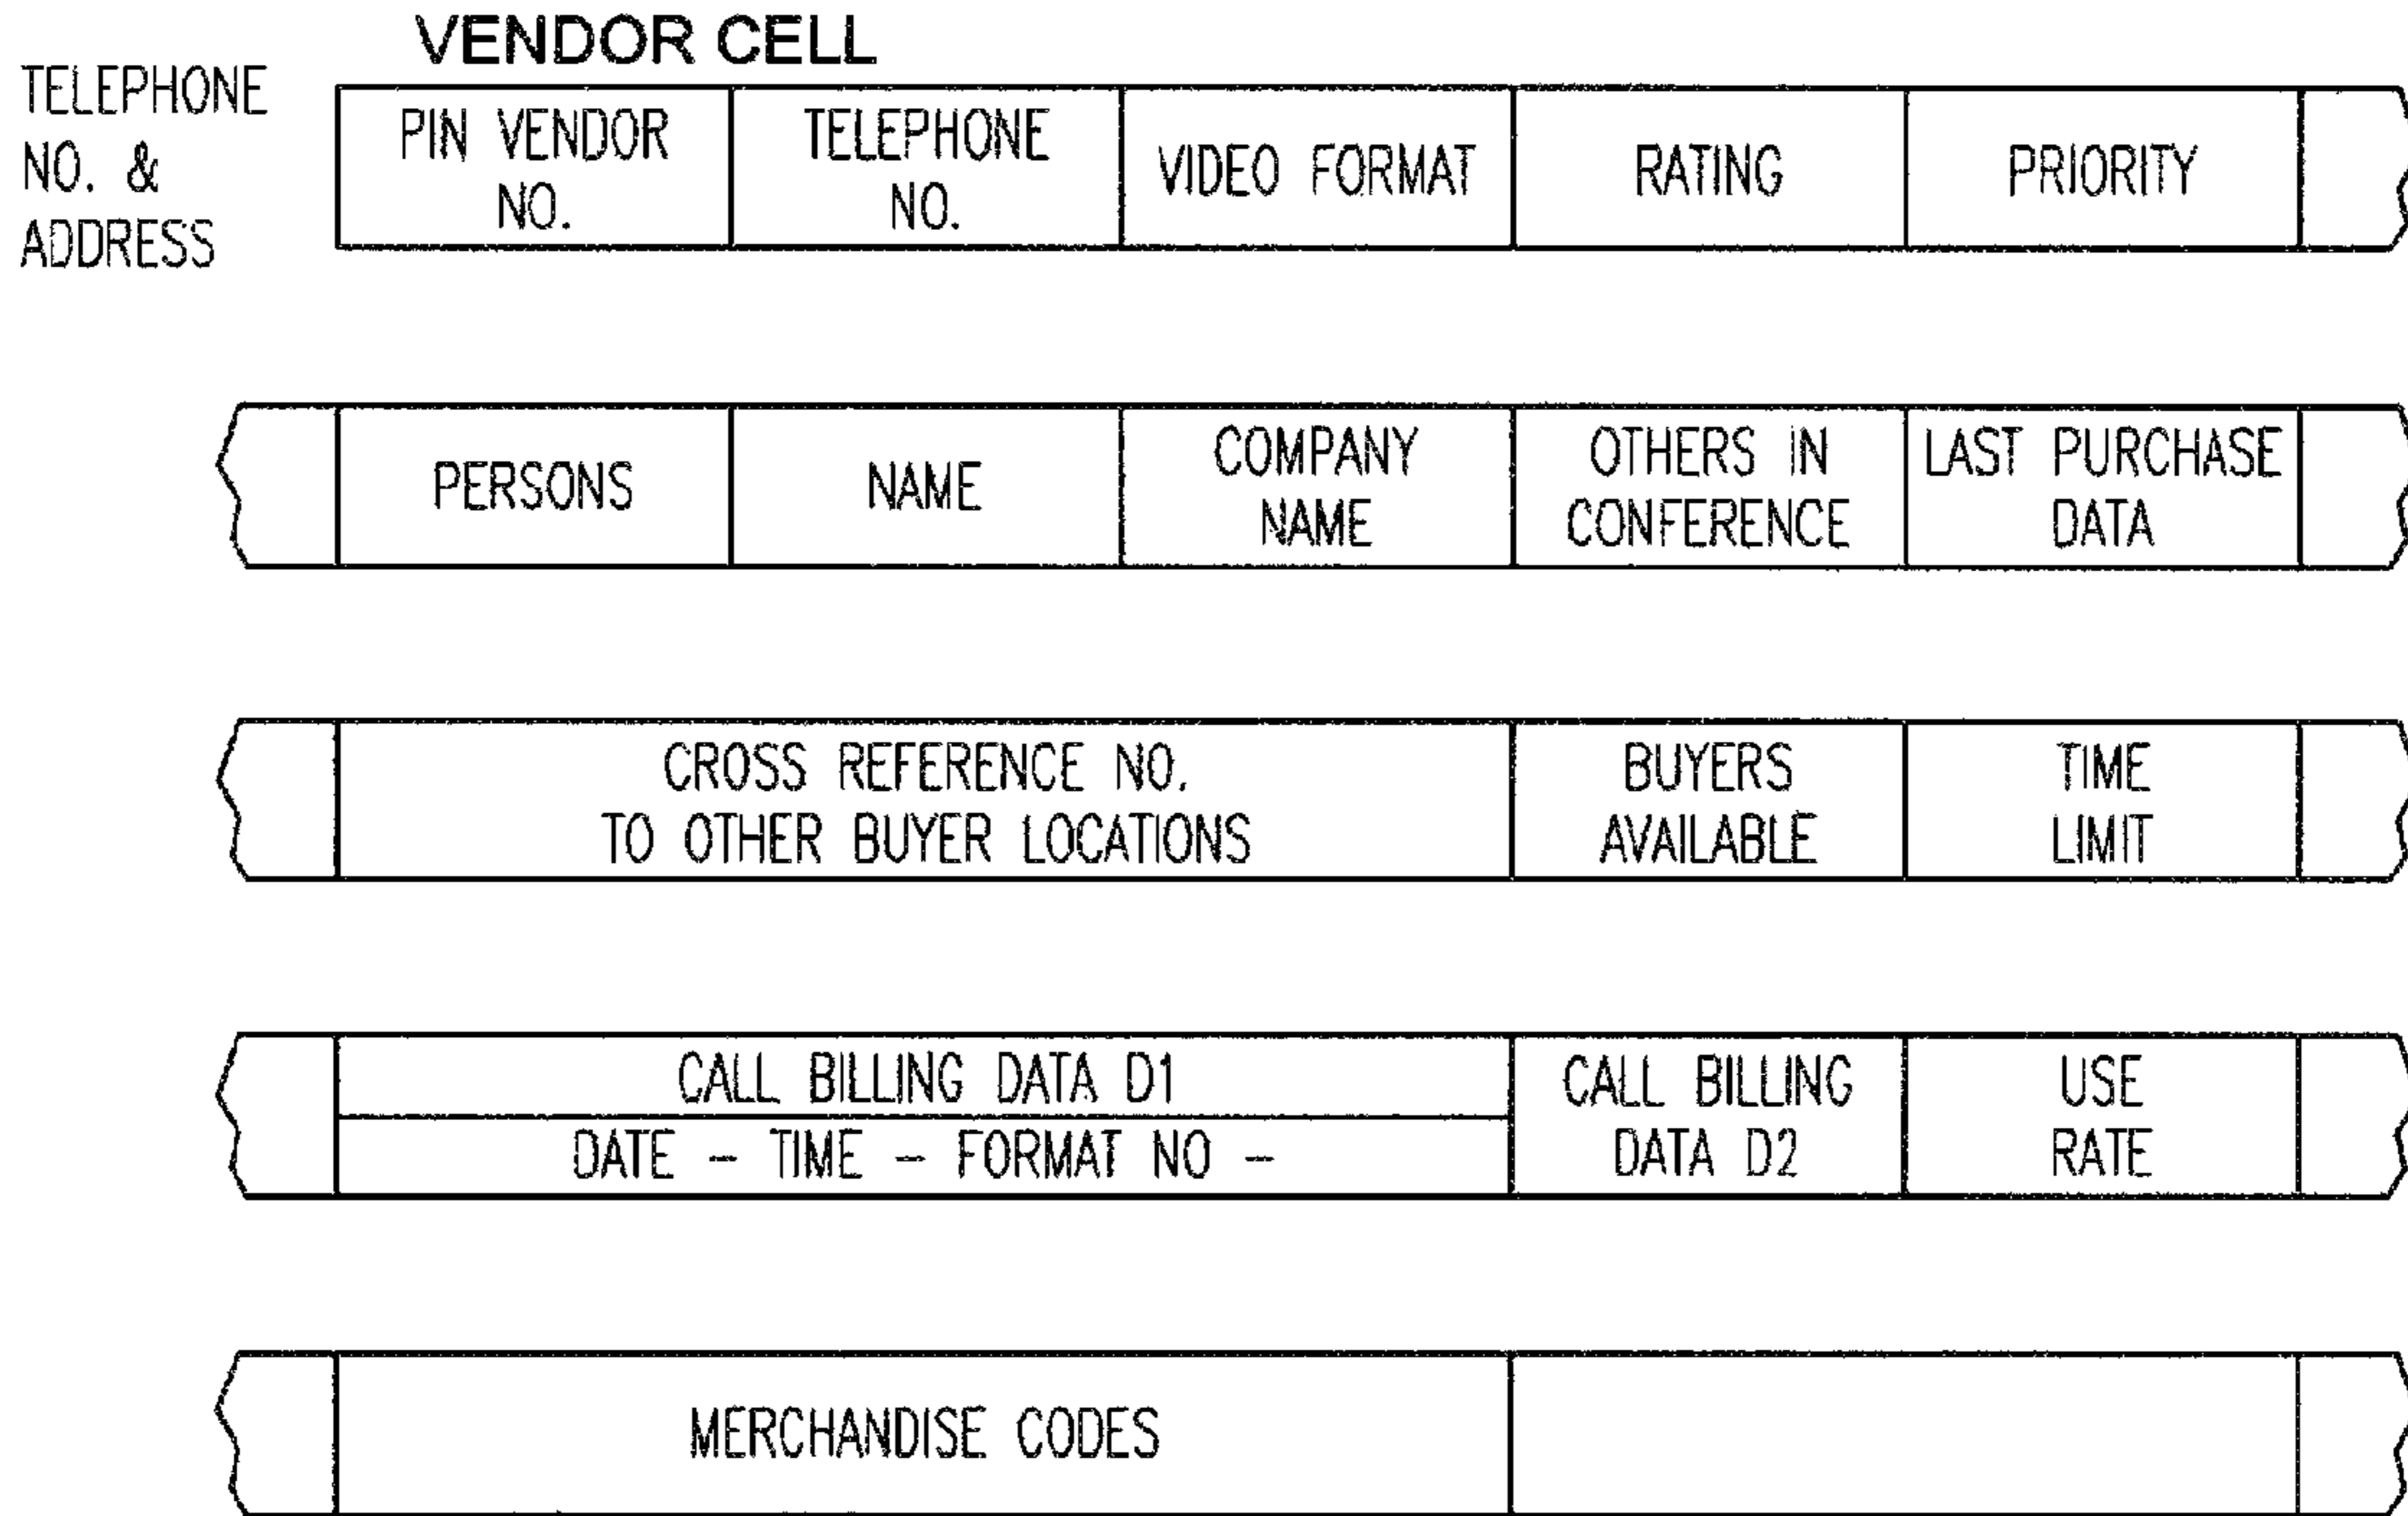 VENDOR CELL
TELEPHONE
NO. &
ADDRESS
PIN VENDOR
NO.
TELEPHONE
NO.
VIDEO FORMAT
RATING
PRIORITY
PERSONS
NAME
COMPANY
NAME
OTHERS IN
CONFERENCE
LAST PURCHASE
DATA
CROSS REFERENCE NO.
TO OTHER BUYER LOCATIONS
BUYERS
AVAILABLE
TIME
LIMIT
CALL BILLING DATA D1
DATE - TIME - FORMAT NO -
CALL BILLING
DATA D2
USE
RATE
MERCHANDISE CODES